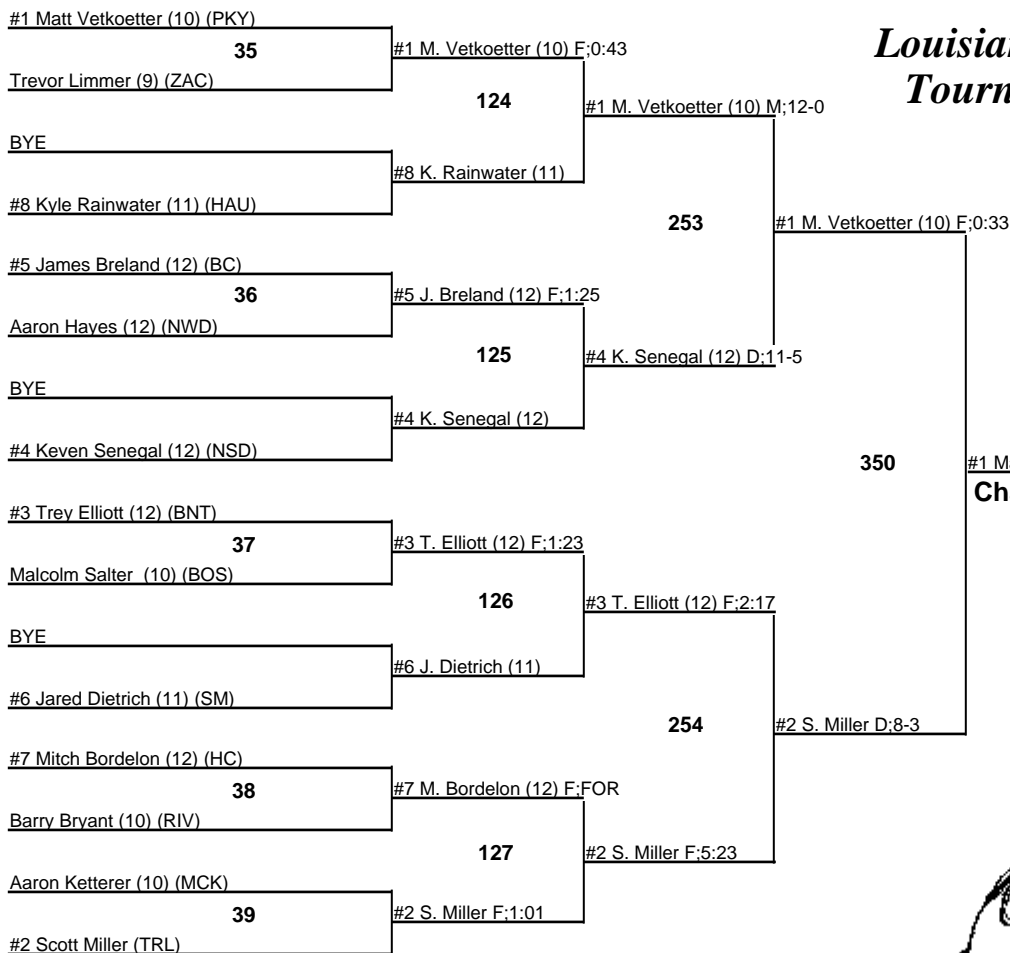 #1 Matt Vetkoetter (10) (PKY)
35
Trevor Limmer (9) (ZAC)
#1 M. Vetkoetter (10) F;0:43
124
BYE
#8 Kyle Rainwater (11) (HAU)
#8 K. Rainwater (11)
#1 M. Vetkoetter (10) M;12-0
253
#5 James Breland (12) (BC)
36
Aaron Hayes (12) (NWD)
#5 J. Breland (12) F;1:25
125
BYE
#4 Keven Senegal (12) (NSD)
#4 K. Senegal (12)
#4 K. Senegal (12) D;11-5
#1 M. Vetkoetter (10) F;0:33
350
#3 Trey Elliott (12) (BNT)
37
Malcolm Salter (10) (BOS)
#3 T. Elliott (12) F;1:23
126
BYE
#6 Jared Dietrich (11) (SM)
#6 J. Dietrich (11)
#3 T. Elliott (12) F;2:17
254
#7 Mitch Bordelon (12) (HC)
38
Barry Bryant (10) (RIV)
#7 M. Bordelon (12) F;FOR
127
Aaron Ketterer (10) (MCK)
39
#2 Scott Miller (TRL)
#2 S. Miller F;1:01
#2 S. Miller F;5:23
#2 S. Miller D;8-3
#1